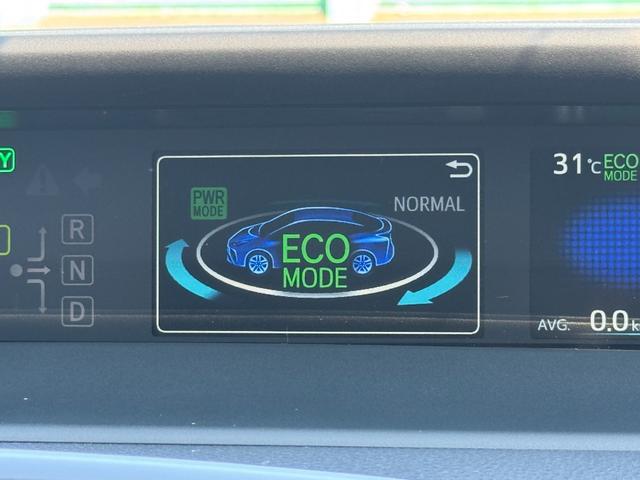 Y
R
N
D
PWR
MODE
NORMAL
ECO
MODE
31°C
ECO
MODE
AVG.
0.0